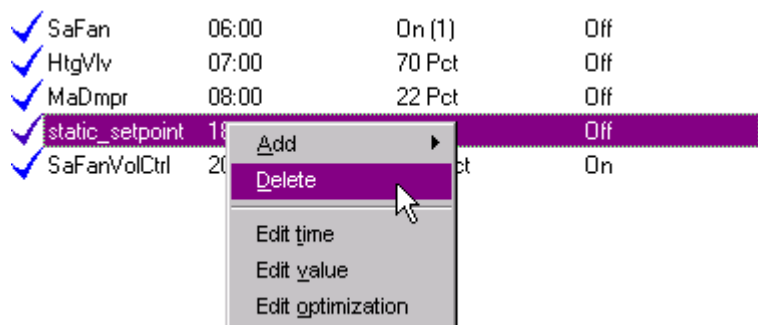 SaFan 06:00 On (1) Off
HtgVlv 07:00 70 Pct Off
MaDmpr 08:00 22 Pct Off
static_setpoint Off
SaFanVolCtrl On
Add
Delete
Edit time
Edit value
Edit optimization